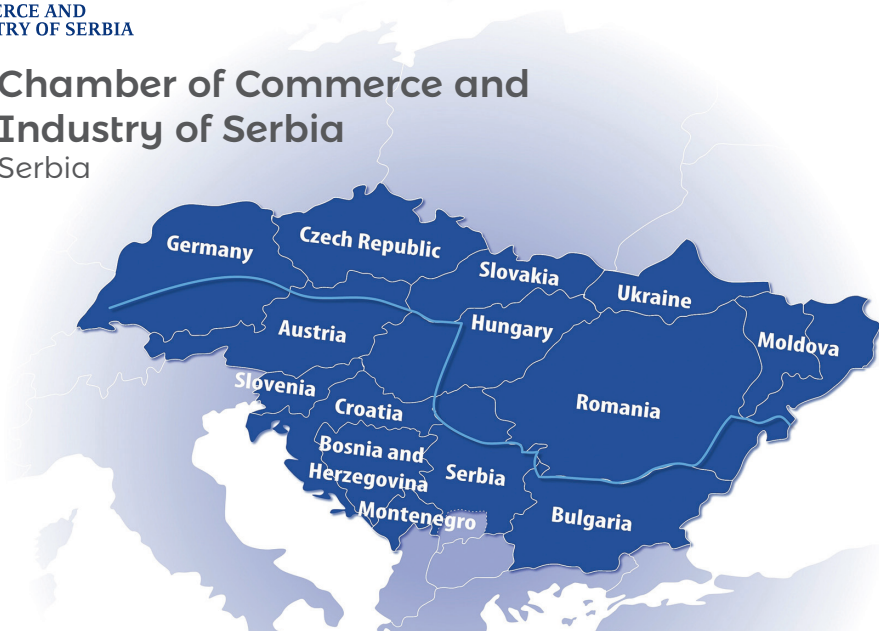 ERCE AND
TRY OF SERBIA
Chamber of Commerce and
Industry of Serbia
Serbia
Germany
Czech Republic
Slovakia
Ukraine
Moldova
Austria
Hungary
Slovenia
Croatia
Romania
Bosnia and
Herzegovina
Serbia
Montenegro
Bulgaria